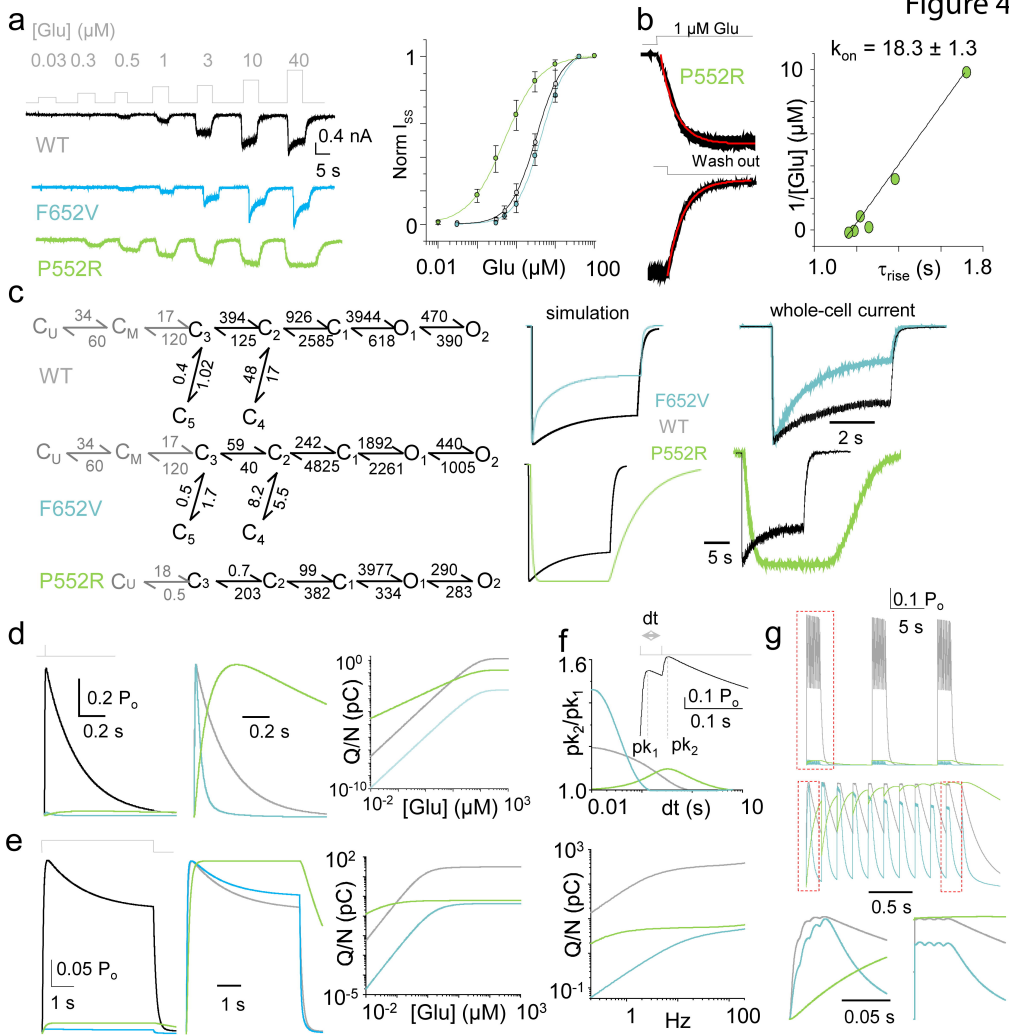 Figure 4
a
[Glu] (µM)
0.03 0.3 0.5 1 3 10 40
WT
0.4 nA
5 s
F652V
P552R
Norm Iss
1
0
0.01 100
Glu (µM)
b
1 µM Glu
P552R
Wash out
kon = 18.3 ± 1.3
1/[Glu] (µM)
10
0
1.0 1.8
τrise (s)
c
CU 34 60 CM 17 120 C3 394 125 C2 926 2585 C1 3944 618 O1 470 390 O2
WT
0.4 1.02 48 17
C5 C4
CU 34 60 CM 17 120 C3 59 40 C2 242 4825 C1 1892 2261 O1 440 1005 O2
F652V
0.5 1.7 8.2 5.5
C5 C4
P552R
CU 18 0.5 C3 0.7 203 C2 99 382 C1 3977 334 O1 290 283 O2
simulation
whole-cell current
F652V
WT
P552R
2 s
5 s
d
0.2 Po
0.2 s
0.2 s
Q/N (pC)
10^0
10^-10
10^-2 10^3
[Glu] (µM)
e
0.05 Po
1 s
1 s
Q/N (pC)
10^2
10^-5
10^-2 10^3
[Glu] (µM)
f
dt
pk2/pk1
1.6
1.0
0.1 Po
0.1 s
pk1 pk2
0.01 10
dt (s)
Q/N (pC)
10^3
10^-1
1 100
Hz
g
0.1 Po
5 s
0.5 s
0.05 s